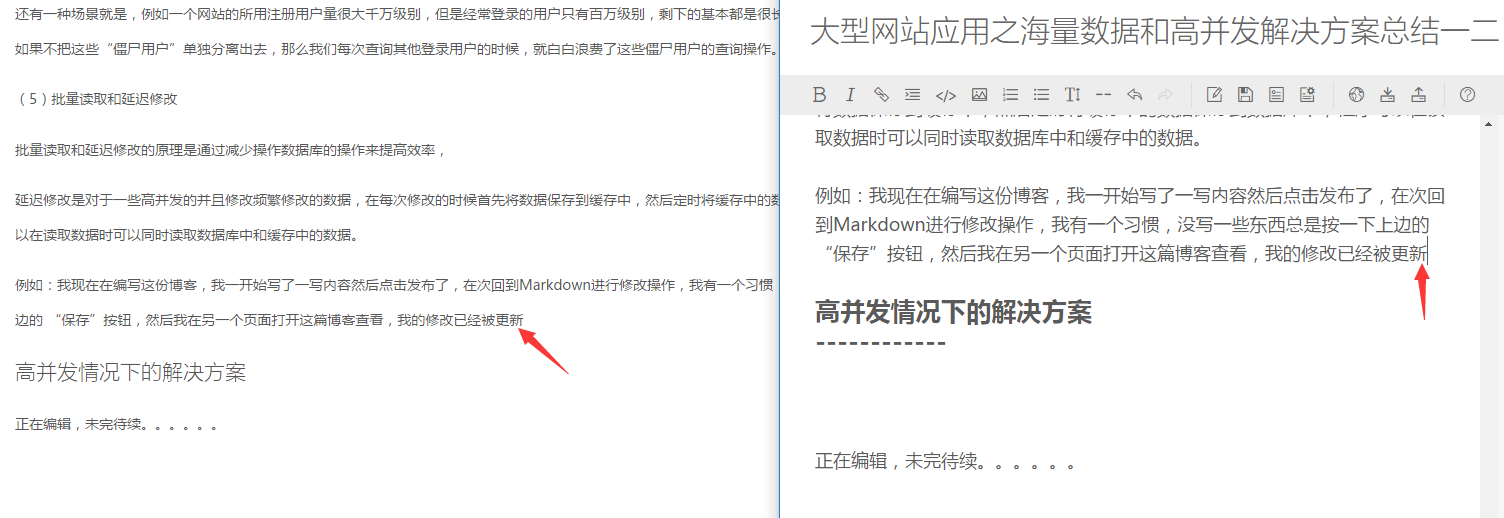 还有一种场景就是，例如一个网站的所用注册用户量很大千万级别，但是经常登录的用户只有百万级别，剩下的基本都是很
如果不把这些“僵尸用户”单独分离出去，那么我们每次查询其他登录用户的时候，就白白浪费了这些僵尸用户的查询操作。
（5）批量读取和延迟修改
批量读取和延迟修改的原理是通过减少操作数据库的操作来提高效率，
延迟修改是对于一些高并发的并且修改频繁修改的数据，在每次修改的时候首先将数据保存到缓存中，然后定时将缓存中的数
以在读取数据时可以同时读取数据库中和缓存中的数据。
例如：我现在在编写这份博客，我一开始写了一写内容然后点击发布了，在次回到Markdown进行修改操作，我有一个习惯
边的 “保存”按钮，然后我在另一个页面打开这篇博客查看，我的修改已经被更新
高并发情况下的解决方案
正在编辑，未完待续。。。。。。
大型网站应用之海量数据和高并发解决方案总结一二
B I </> T
取数据时可以同时读取数据库中和缓存中的数据。
例如：我现在在编写这份博客，我一开始写了一写内容然后点击发布了，在次回
到Markdown进行修改操作，我有一个习惯，没写一些东西总是按一下上边的
“保存”按钮，然后我在另一个页面打开这篇博客查看，我的修改已经被更新
高并发情况下的解决方案
------------
正在编辑，未完待续。。。。。。